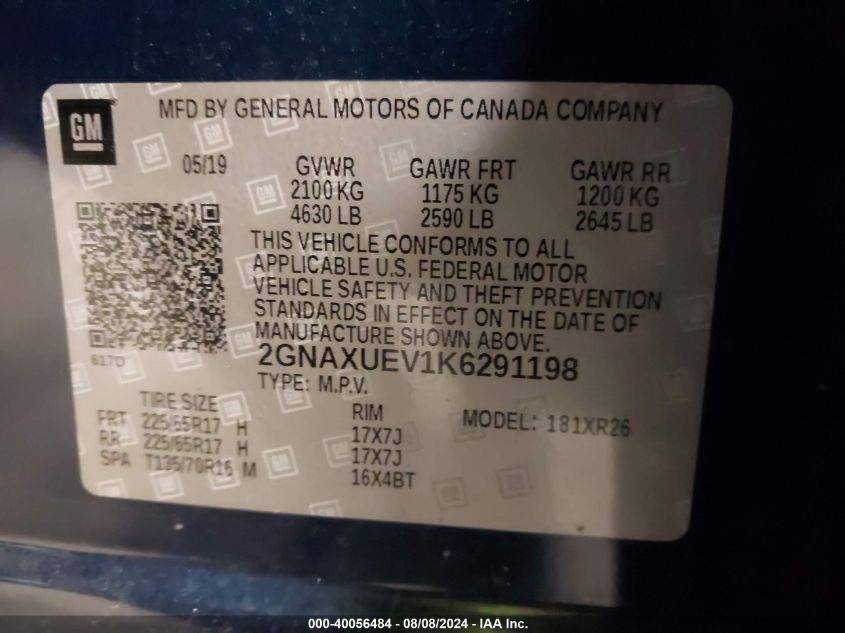 GM
MFD BY GENERAL MOTORS OF CANADA COMPANY
05/19 GVWR GAWR FRT GAWR RR
2100 KG 1175 KG 1200 KG
4630 LB 2590 LB 2645 LB
THIS VEHICLE CONFORMS TO ALL
APPLICABLE U.S. FEDERAL MOTOR
VEHICLE SAFETY AND THEFT PREVENTION
STANDARDS IN EFFECT ON THE DATE OF
MANUFACTURE SHOWN ABOVE.
617D
2GNAXUEV1K6291198
TYPE: M.P.V.
TIRE SIZE RIM MODEL: 181XR26
FRT 225/65R17 H 17X7J
RR 225/65R17 H 17X7J
SPA T135/70R16 M 16X4BT
000-40056484 - 08/08/2024 - IAA Inc.